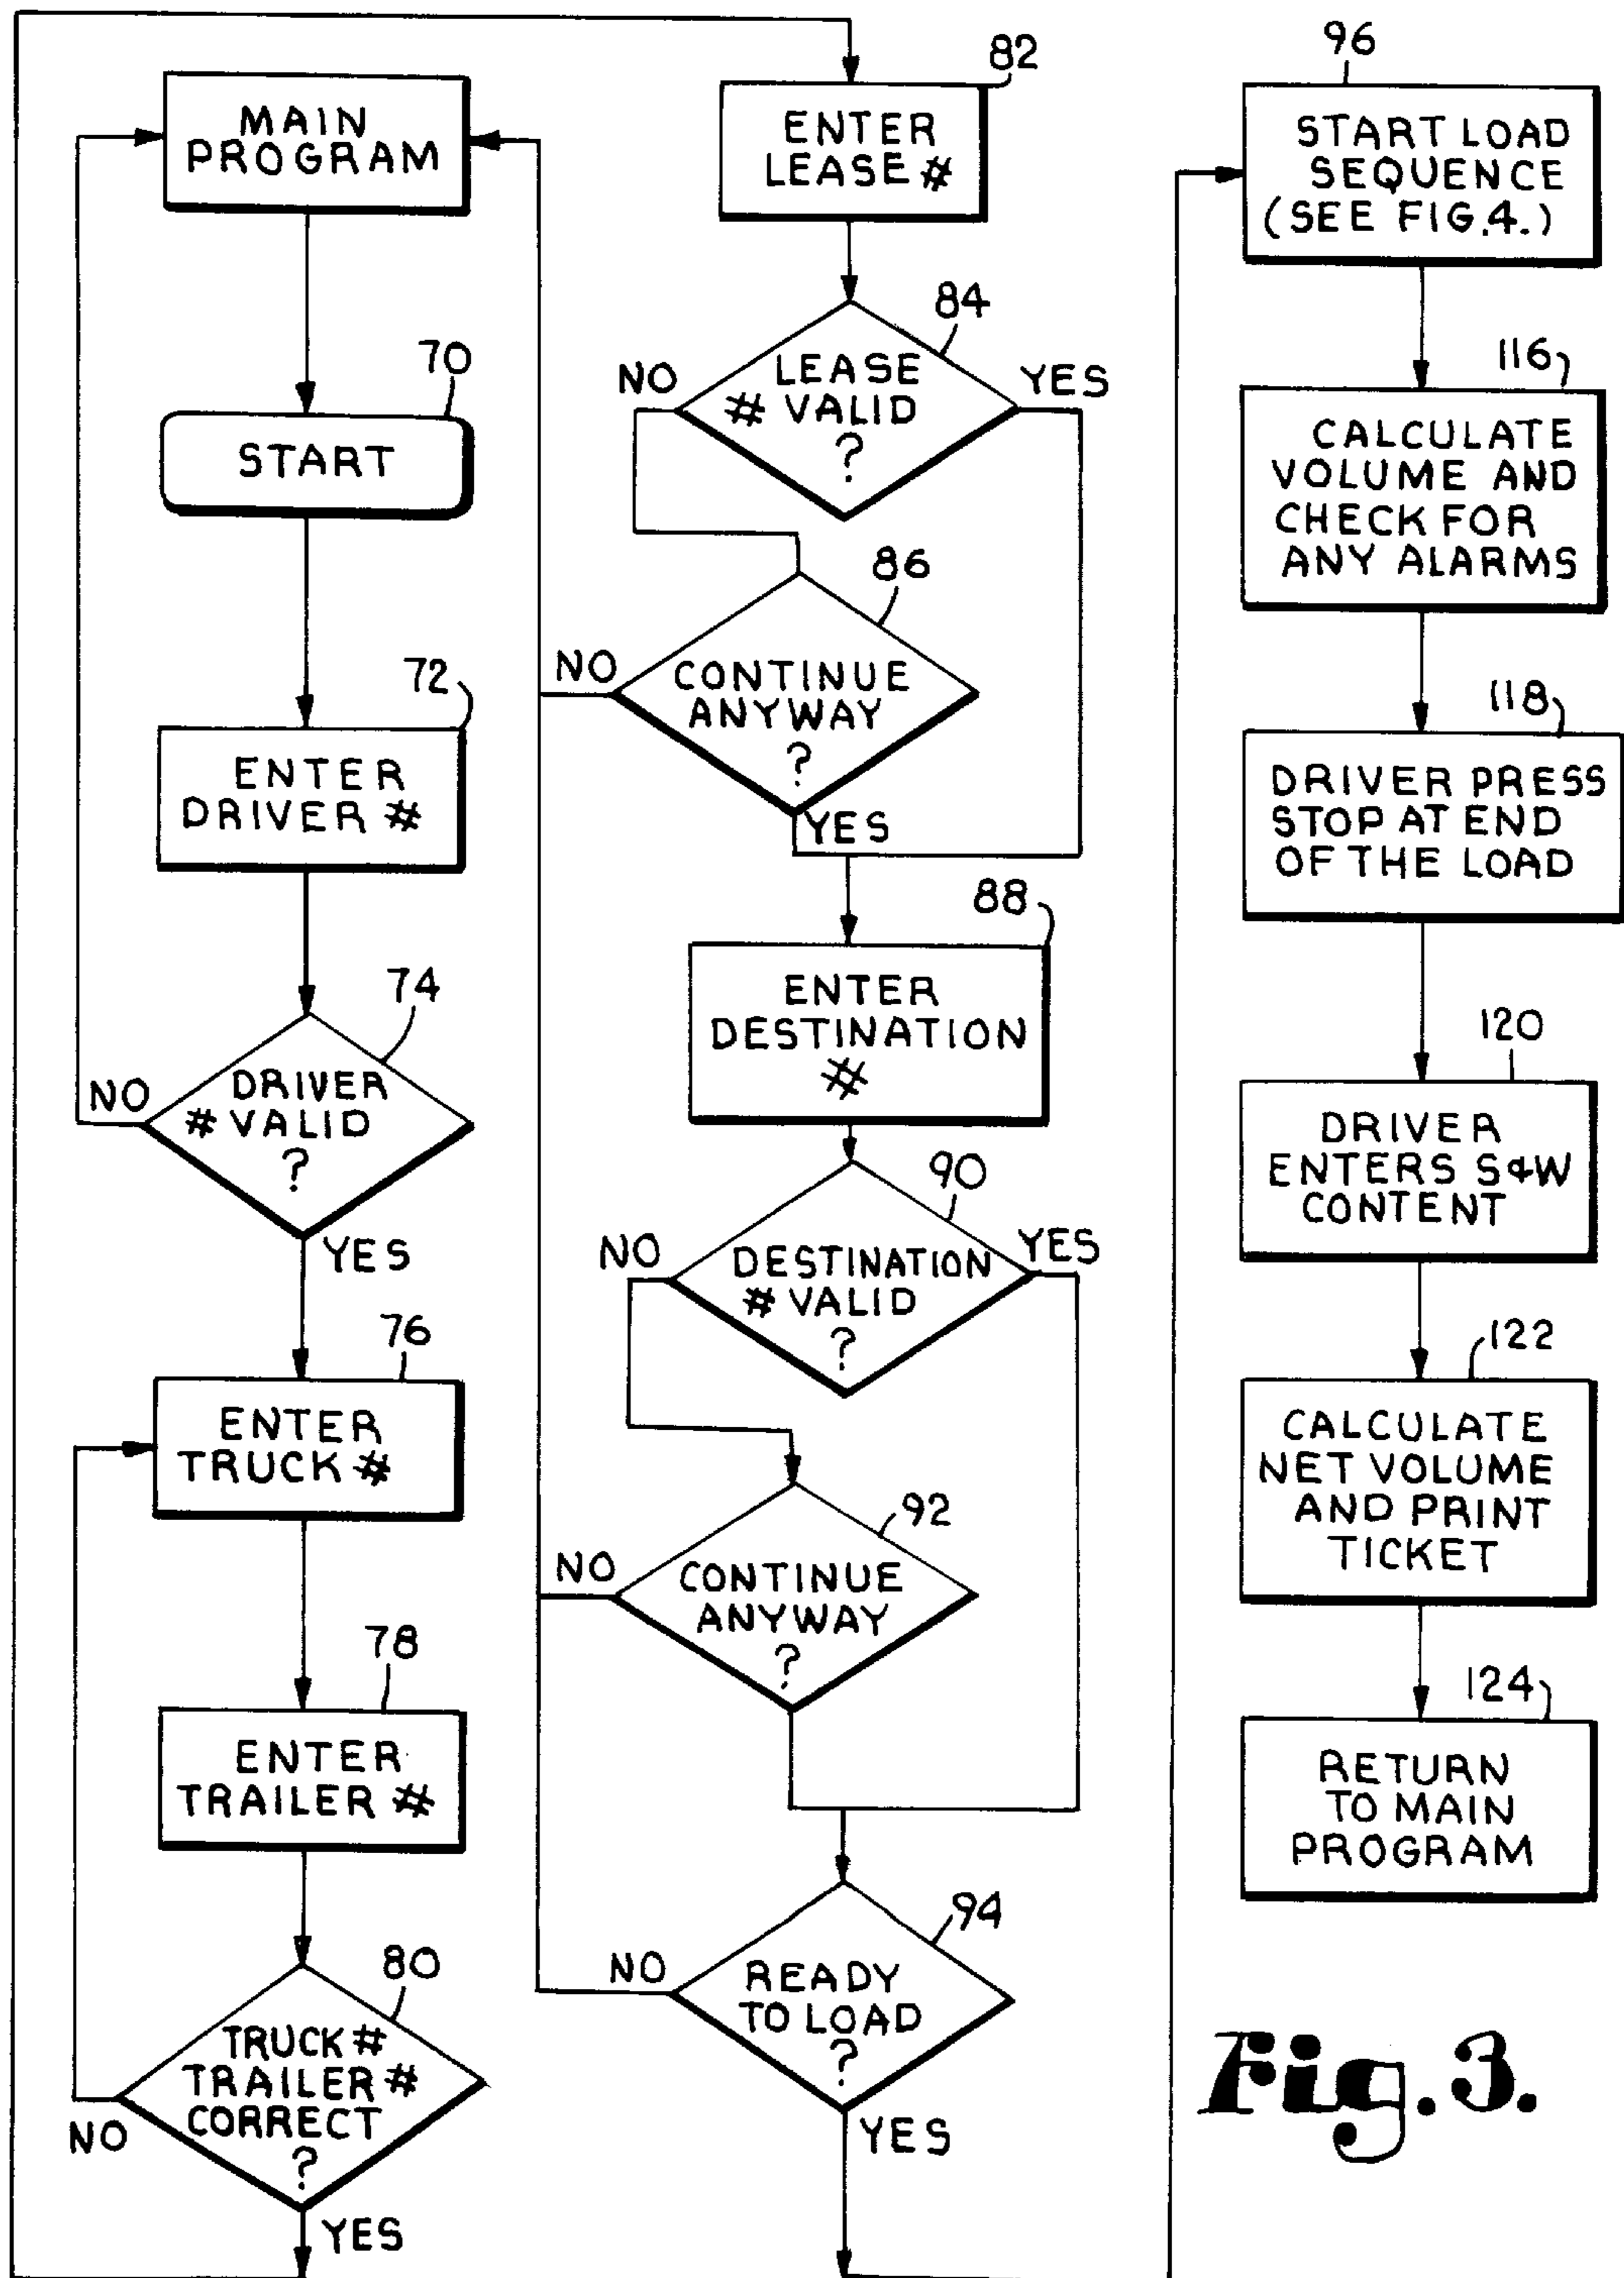 MAIN
PROGRAM
70
START
72
ENTER
DRIVER #
74
DRIVER
# VALID
?
NO
YES
76
ENTER
TRUCK #
78
ENTER
TRAILER #
80
TRUCK #
TRAILER #
CORRECT
?
NO
YES
82
ENTER
LEASE #
84
LEASE
# VALID
?
NO
YES
86
CONTINUE
ANYWAY
?
NO
YES
88
ENTER
DESTINATION
#
90
DESTINATION
# VALID
?
NO
YES
92
CONTINUE
ANYWAY
?
NO
94
READY
TO LOAD
?
NO
YES
96
START LOAD
SEQUENCE
(SEE FIG.4.)
116
CALCULATE
VOLUME AND
CHECK FOR
ANY ALARMS
118
DRIVER PRESS
STOP AT END
OF THE LOAD
120
DRIVER
ENTERS S&W
CONTENT
122
CALCULATE
NET VOLUME
AND PRINT
TICKET
124
RETURN
TO MAIN
PROGRAM
Fig.3.